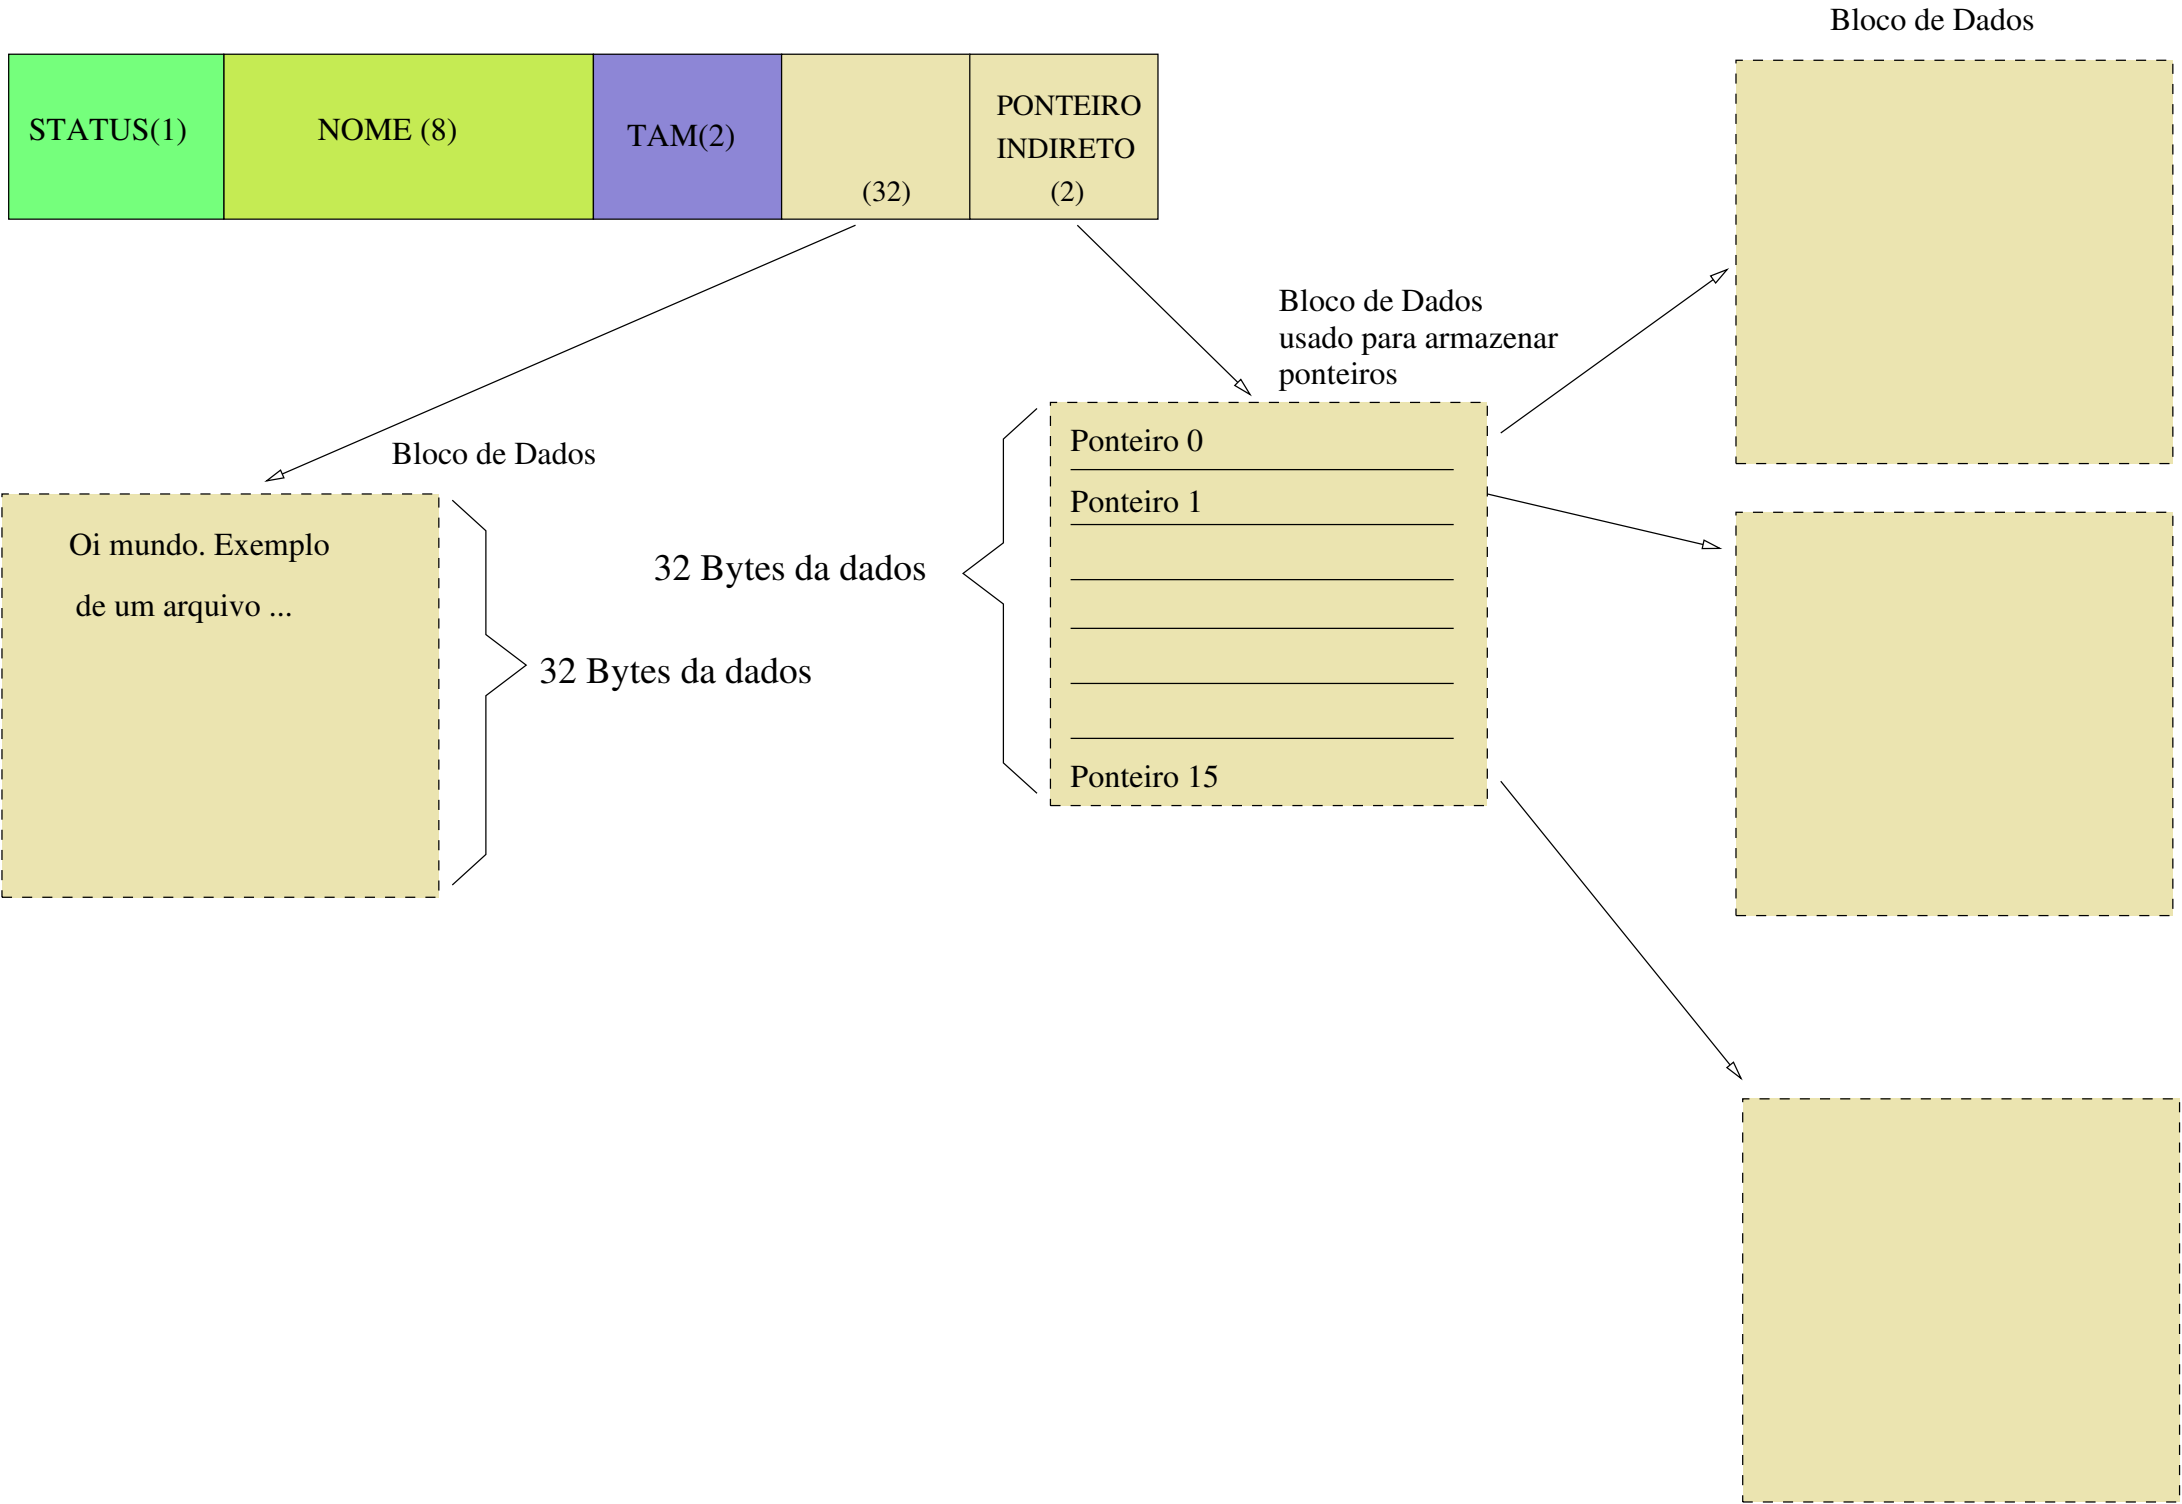 Bloco de Dados
STATUS(1)
NOME (8)
TAM(2)
(32)
PONTEIRO
INDIRETO
(2)
Bloco de Dados
usado para armazenar
ponteiros
Bloco de Dados
Oi mundo. Exemplo
de um arquivo ...
32 Bytes da dados
32 Bytes da dados
Ponteiro 0
Ponteiro 1
Ponteiro 15